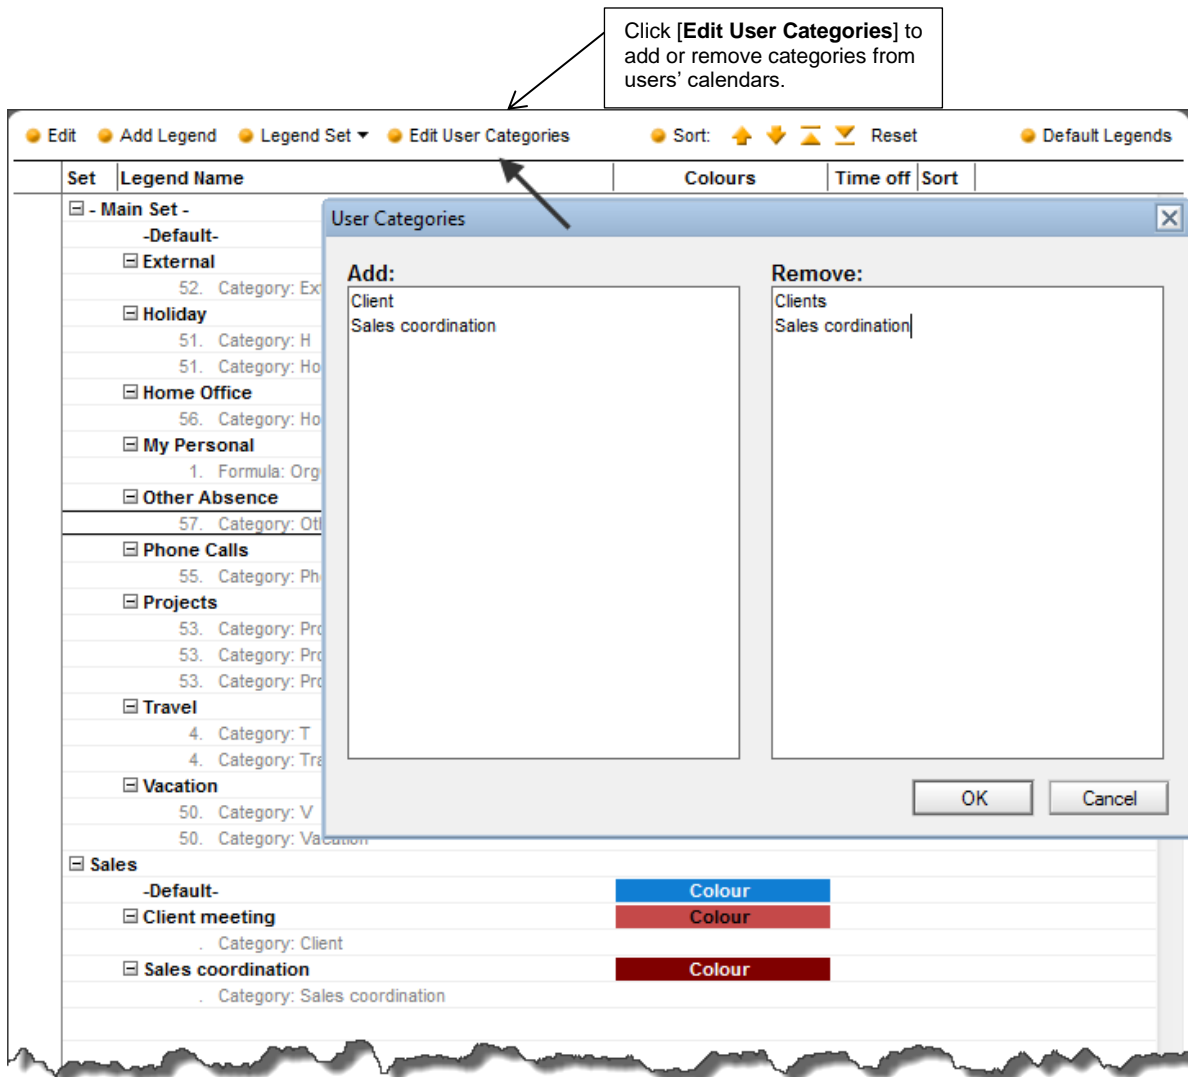 Click [Edit User Categories] to
add or remove categories from
users' calendars.
Edit Add Legend Legend Set Edit User Categories Sort: Reset Default Legends
Set Legend Name Colours Time off Sort
- Main Set -
-Default-
External
52. Category: Ex
Holiday
51. Category: H
51. Category: Ho
Home Office
56. Category: Ho
My Personal
1. Formula: Org
Other Absence
57. Category: Oth
Phone Calls
55. Category: Ph
Projects
53. Category: Pro
53. Category: Pro
53. Category: Pro
Travel
4. Category: T
4. Category: Tra
Vacation
50. Category: V
50. Category: Vacation
User Categories
Add:
Client
Sales coordination
Remove:
Clients
Sales cordination
OK Cancel
Sales
-Default- Colour
Client meeting Colour
. Category: Client
Sales coordination Colour
. Category: Sales coordination